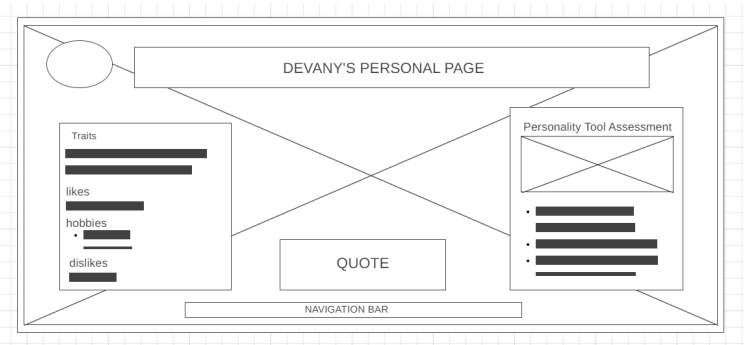 DEVANY'S PERSONAL PAGE
Traits
likes
hobbies
dislikes
QUOTE
Personality Tool Assessment
NAVIGATION BAR